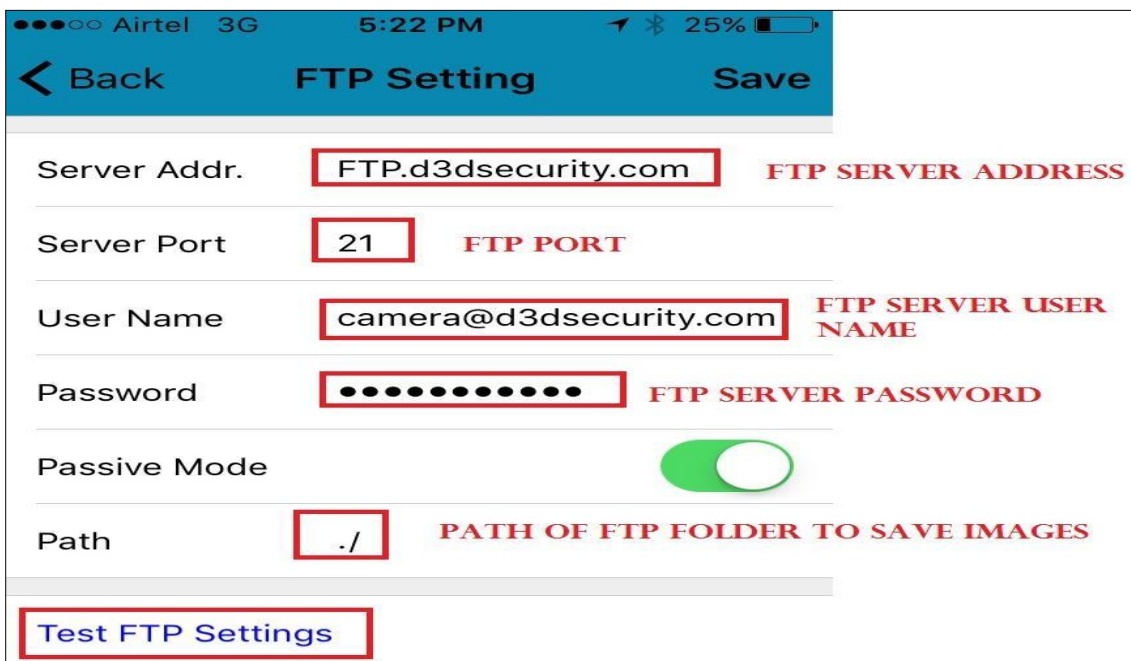 Airtel 3G 5:22 PM 25%
Back FTP Setting Save
Server Addr. FTP.d3dsecurity.com FTP SERVER ADDRESS
Server Port 21 FTP PORT
User Name camera@d3dsecurity.com FTP SERVER USER
NAME
Password ●●●●●●●●●●● FTP SERVER PASSWORD
Passive Mode
Path ./ PATH OF FTP FOLDER TO SAVE IMAGES
Test FTP Settings